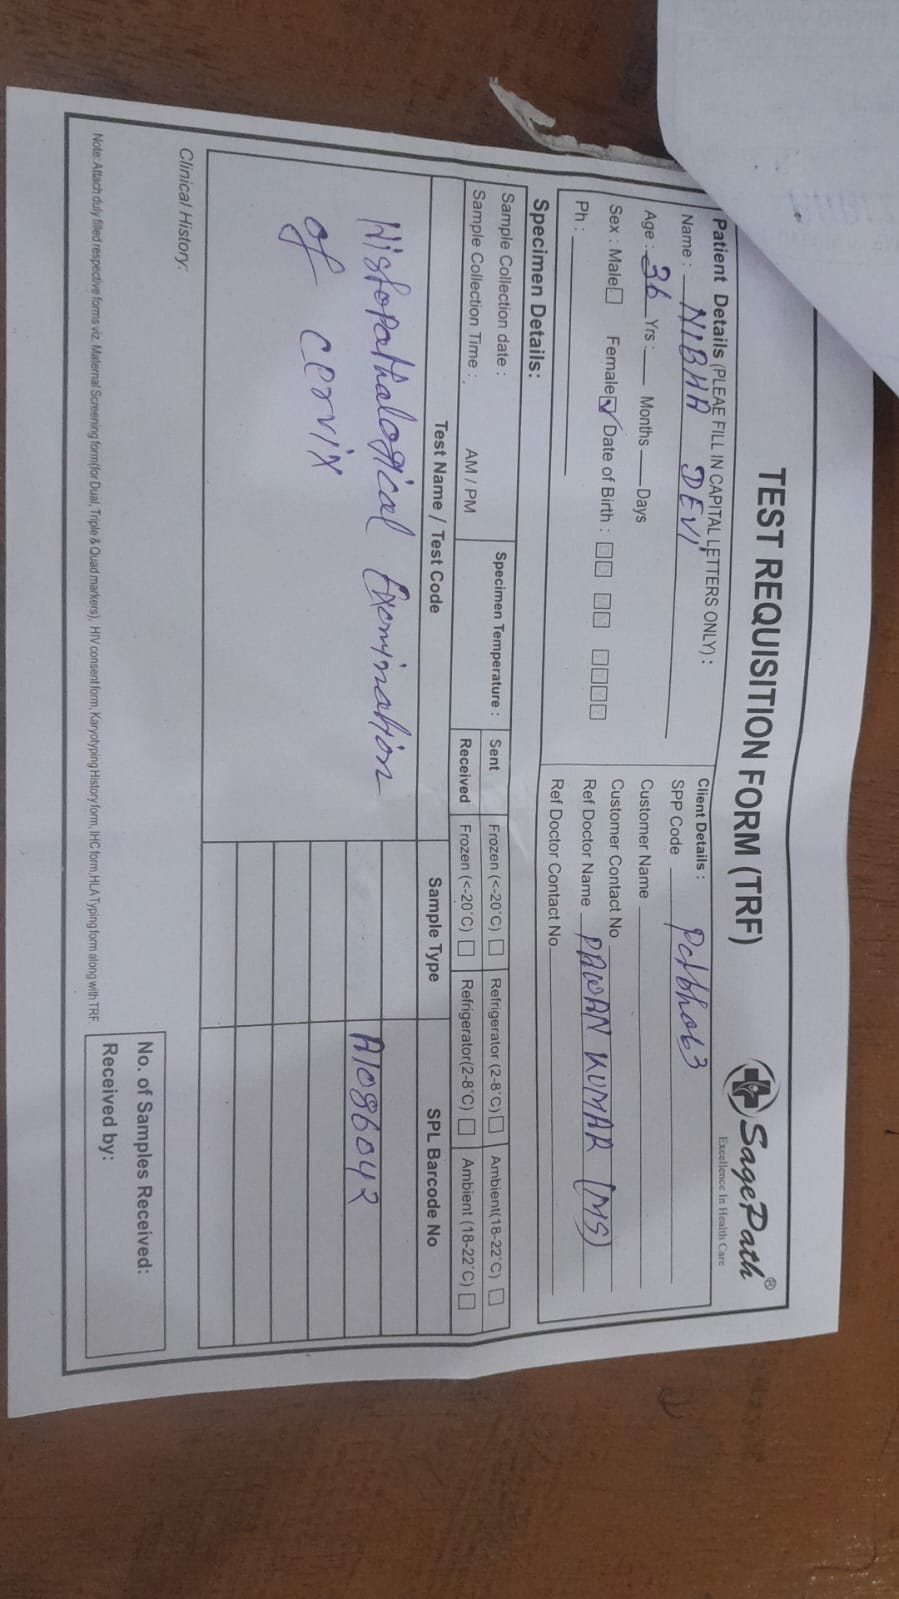 TEST REQUISITION FORM (TRF)
SagePath®
Excellence In Health Care
Patient Details (PLEAE FILL IN CAPITAL LETTERS ONLY) :
Name : NIBHA DEVI
Age : 36 Yrs : Months Days
Sex : Male Female ✓ Date of Birth :
Ph :
Client Details :
SPP Code
Customer Name
Customer Contact No
Ref Doctor Name PAWAN KUMAR (MS)
Ref Doctor Contact No
Specimen Details:
Sample Collection date :
Sample Collection Time : AM / PM
Specimen Temperature :
Sent Frozen (<-20°C) Refrigerator (2-8°C) Ambient(18-22°C)
Received Frozen (<-20°C) Refrigerator(2-8°C) Ambient (18-22°C)
Test Name / Test Code Sample Type SPL Barcode No
Histopathalogical Examination A1086042
of cervix
Clinical History:
No. of Samples Received:
Received by:
Note: Attach duly filled respective forms viz. Maternal Screening form(for Dual, Triple & Quad markers), HIV consent form, Karyotyping History form, IHC form, HLA Typing form along with TRF